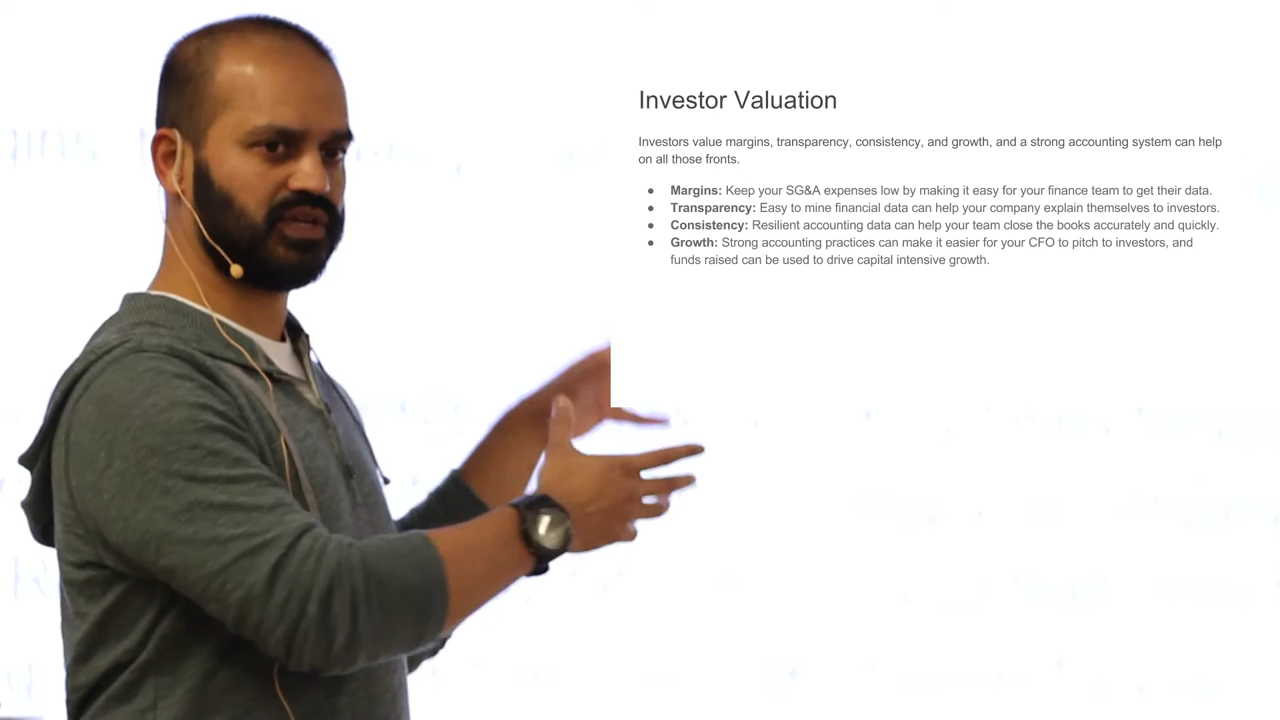 Investor Valuation
Investors value margins, transparency, consistency, and growth, and a strong accounting system can help
on all those fronts.
● Margins: Keep your SG&A expenses low by making it easy for your finance team to get their data.
● Transparency: Easy to mine financial data can help your company explain themselves to investors.
● Consistency: Resilient accounting data can help your team close the books accurately and quickly.
● Growth: Strong accounting practices can make it easier for your CFO to pitch to investors, and
funds raised can be used to drive capital intensive growth.